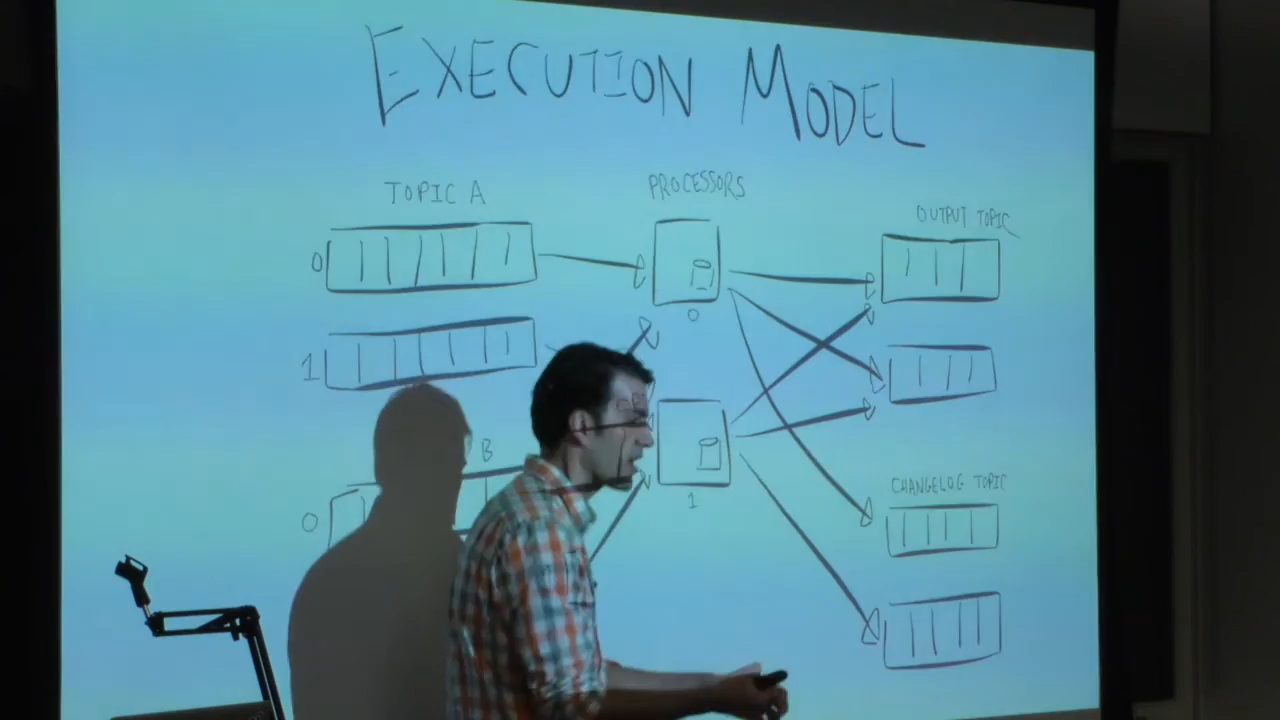 EXECUTION MODEL
TOPIC A
PROCESSORS
OUTPUT TOPIC
0
0
1
B
CHANGELOG TOPIC
1
0